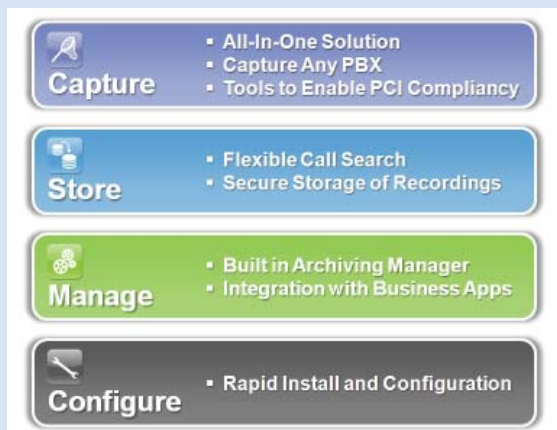 Capture
▪ All-In-One Solution
▪ Capture Any PBX
▪ Tools to Enable PCI Compliancy
Store
▪ Flexible Call Search
▪ Secure Storage of Recordings
Manage
▪ Built in Archiving Manager
▪ Integration with Business Apps
Configure
▪ Rapid Install and Configuration